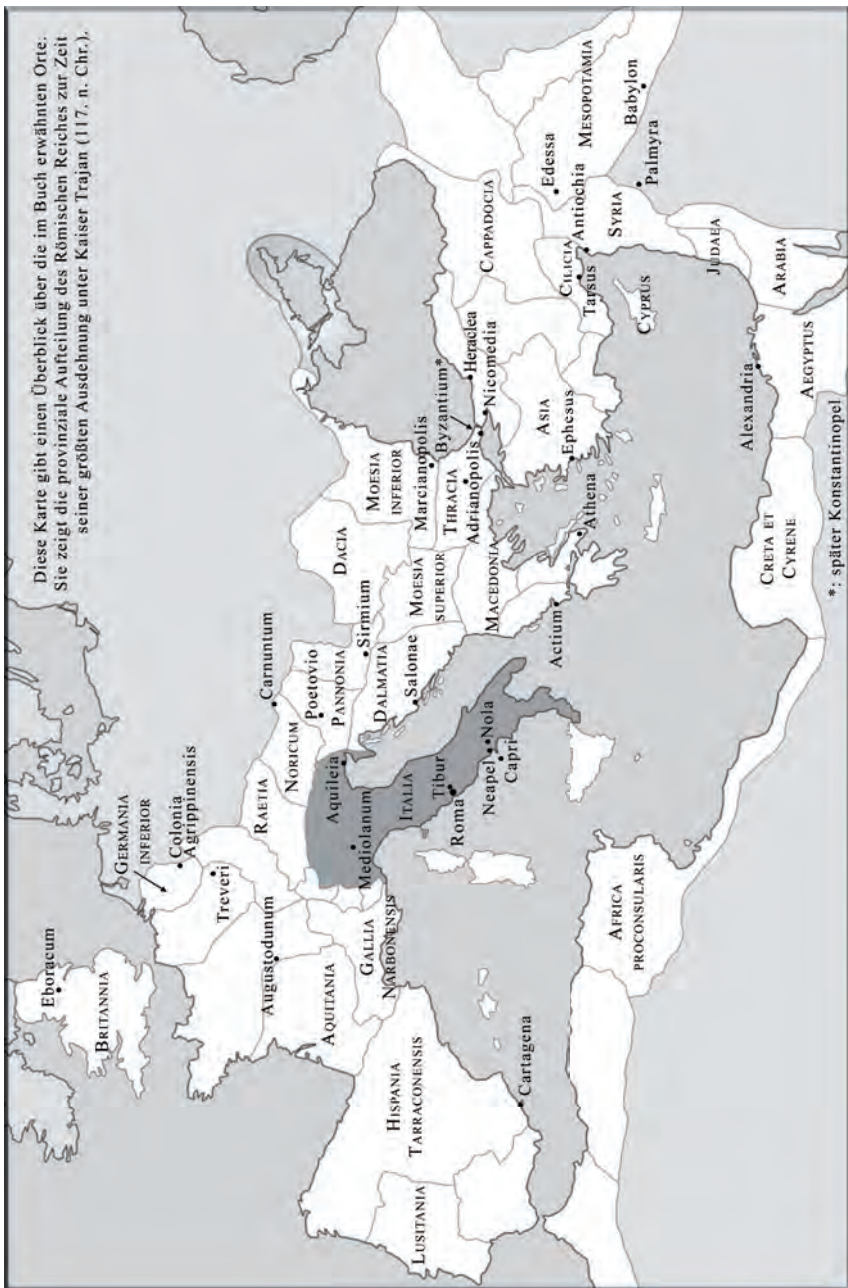 Diese Karte gibt einen Überblick über die im Buch erwähnten Orte.
Sie zeigt die provinziale Aufteilung des Römischen Reiches zur Zeit
seiner größten Ausdehnung unter Kaiser Trajan (117. n. Chr.).
Eboracum
BRITANNIA
GERMANIA
INFERIOR
Colonia
Agrippinensis
Treveri
Augustodunum
AQUITANIA
GALLIA
NARBONENSIS
HISPANIA
TARRACONENSIS
LUSITANIA
Cartagena
RAETIA
NORICUM
Carnuntum
Poetovio
PANNONIA
Sirmium
DALMATIA
Salonae
Aquileia
Mediolanum
ITALIA
Tibur
Roma
Neapel
Nola
Capri
DACIA
MOESIA
INFERIOR
MOESIA
SUPERIOR
Marcianopolis
THRACIA
Adrianopolis
Byzantium*
MACEDONIA
Actium
Athena
Heraclea
Nicomedia
ASIA
Ephesus
CAPPADOCIA
CILICIA
Tarsus
CYPRUS
Antiochia
SYRIA
Edessa
MESOPOTAMIA
Babylon
Palmyra
JUDAEA
ARABIA
Alexandria
AEGYPTUS
CRETA ET
CYRENE
AFRICA
PROCONSULARIS
*: später Konstantinopel